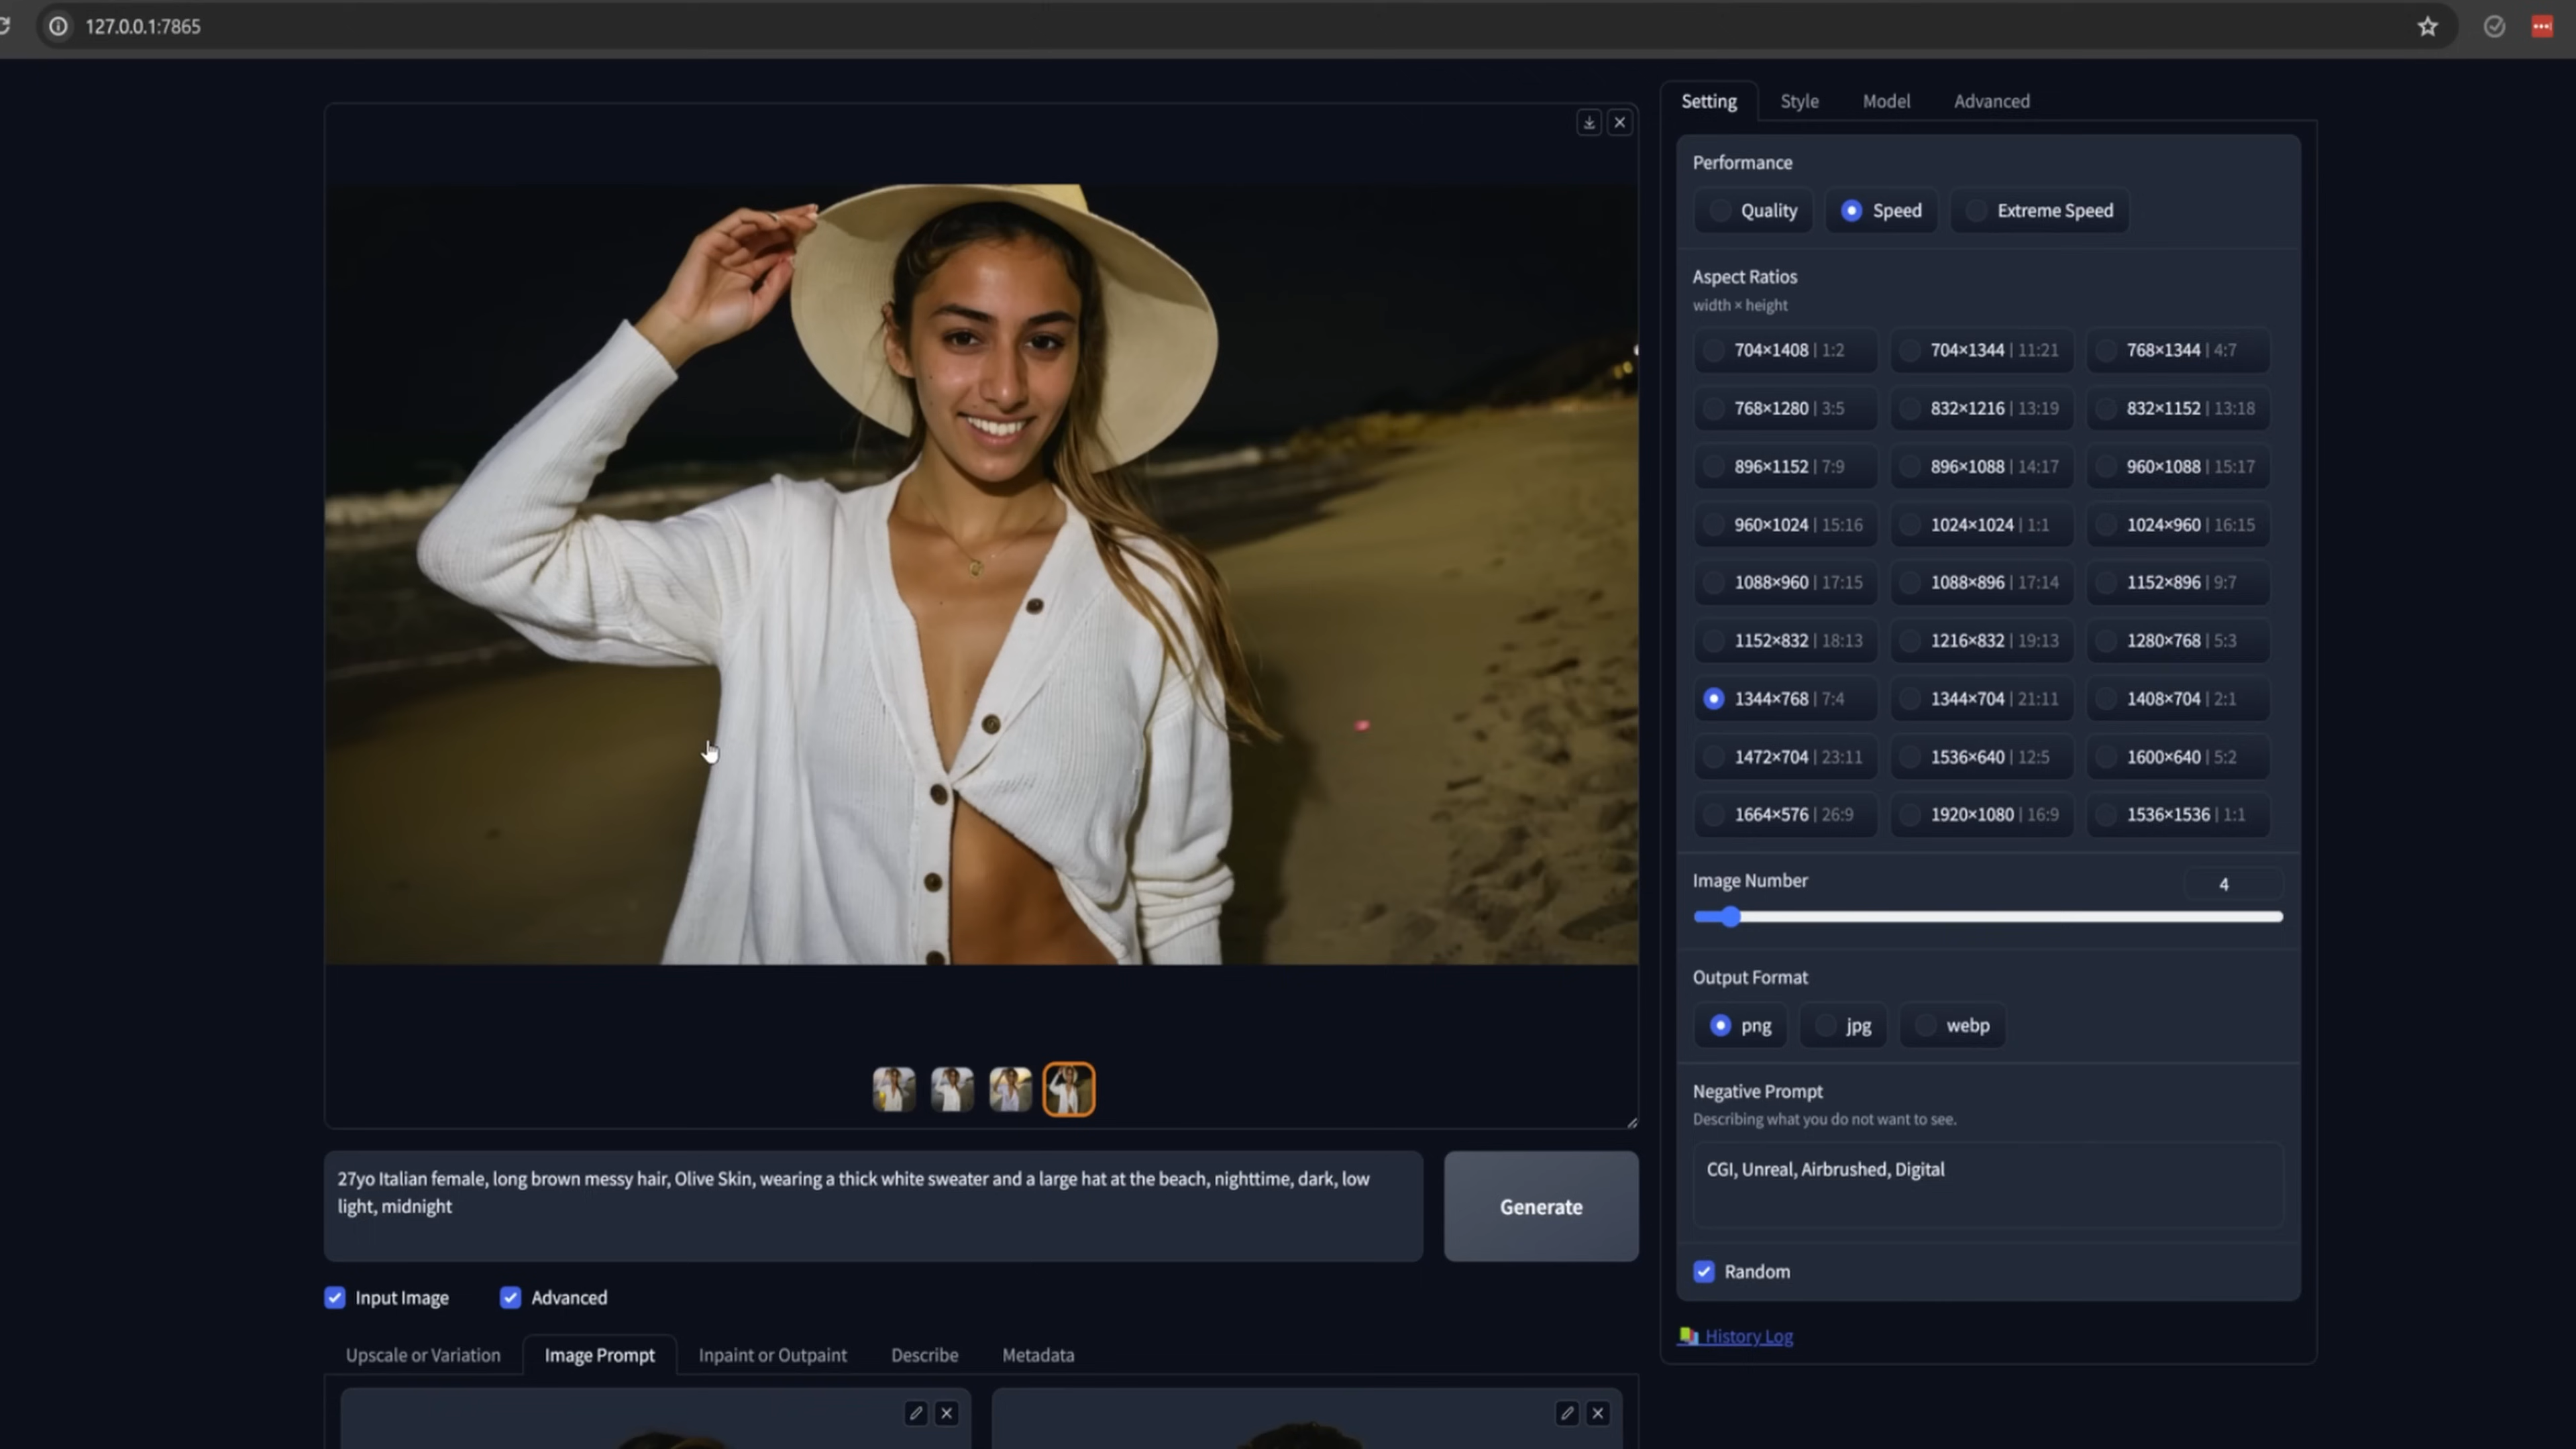 127.0.0.1:7865
Setting
Style
Model
Advanced
Performance
Quality
Speed
Extreme Speed
Aspect Ratios
width × height
704×1408 | 1:2
704×1344 | 11:21
768×1344 | 4:7
768×1280 | 3:5
832×1216 | 13:19
832×1152 | 13:18
896×1152 | 7:9
896×1088 | 14:17
960×1088 | 15:17
960×1024 | 15:16
1024×1024 | 1:1
1024×960 | 16:15
1088×960 | 17:15
1088×896 | 17:14
1152×896 | 9:7
1152×832 | 18:13
1216×832 | 19:13
1280×768 | 5:3
1344×768 | 7:4
1344×704 | 21:11
1408×704 | 2:1
1472×704 | 23:11
1536×640 | 12:5
1600×640 | 5:2
1664×576 | 26:9
1920×1080 | 16:9
1536×1536 | 1:1
Image Number
4
Output Format
png
jpg
webp
Negative Prompt
Describing what you do not want to see.
CGI, Unreal, Airbrushed, Digital
Random
History Log
27yo Italian female, long brown messy hair, Olive Skin, wearing a thick white sweater and a large hat at the beach, nighttime, dark, low
light, midnight
Generate
Input Image
Advanced
Upscale or Variation
Image Prompt
Inpaint or Outpaint
Describe
Metadata